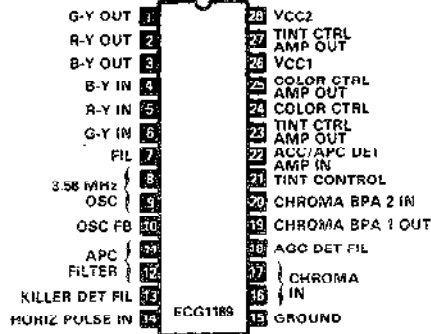 G-Y OUT 1
R-Y OUT 2
B-Y OUT 3
B-Y IN 4
R-Y IN 5
G-Y IN 6
FIL 7
3.58 MHz OSC 8
9
OSC FB 10
APC FILTER 11
12
KILLER DET FIL 13
HORIZ PULSE IN 14
ECG1189
28 VCC2
27 TINT CTRL
AMP OUT
26 VCC1
25 COLOR CTRL
AMP OUT
24 COLOR CTRL
23 TINT CTRL
AMP OUT
22 ACC/APC DET
AMP IN
21 TINT CONTROL
20 CHROMA BPA 2 IN
19 CHROMA BPA 1 OUT
18 AGC DET FIL
17 CHROMA
16 IN
15 GROUND